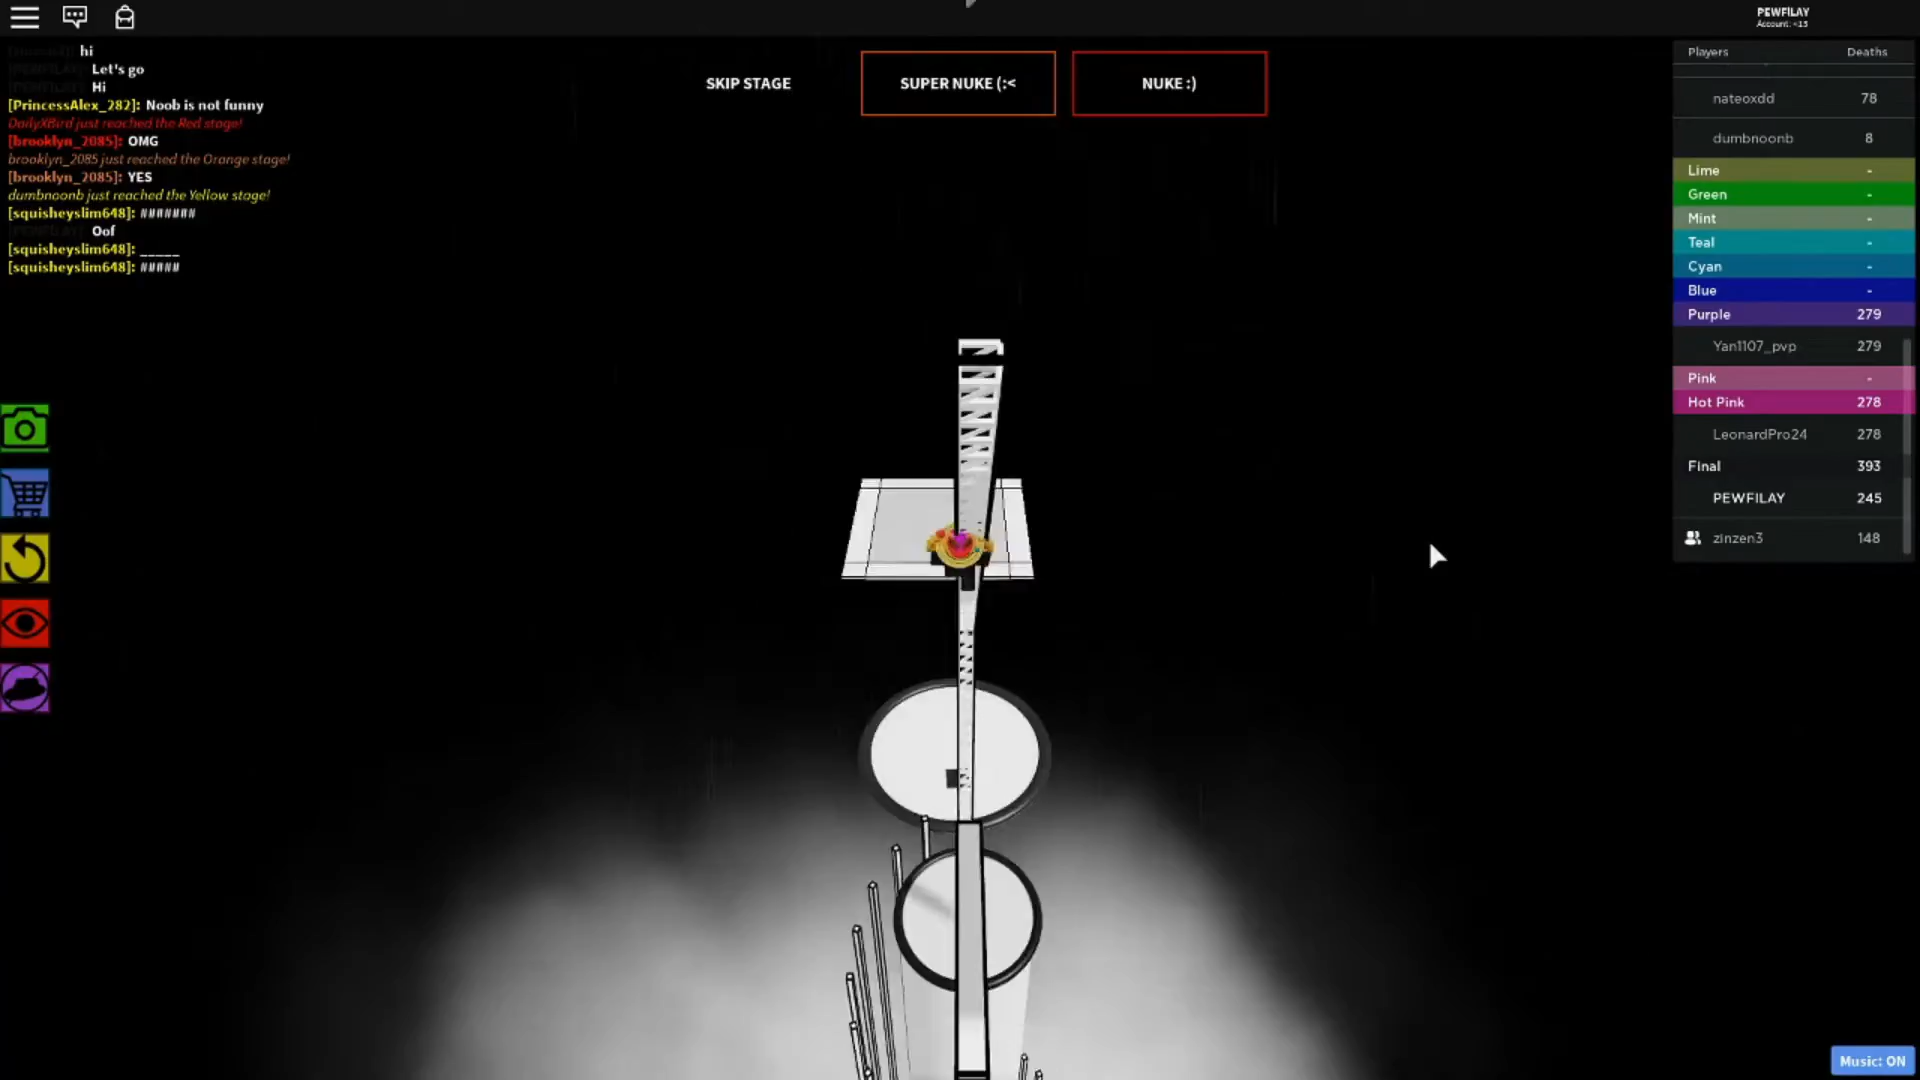 PEWFILAY
Account: <13
hi
Let's go
Hi
[PrincessAlex_282]: Noob is not funny
DailyXBird just reached the Red stage!
[brooklyn_2085]: OMG
brooklyn_2085 just reached the Orange stage!
[brooklyn_2085]: YES
dumbnoonb just reached the Yellow stage!
[squisheyslim648]: #######
[PEWFILAY]: Oof
[squisheyslim648]: _____
[squisheyslim648]: #####
SKIP STAGE
SUPER NUKE (:<
NUKE :)
Players Deaths
nateoxdd 78
dumbnoonb 8
Lime -
Green -
Mint -
Teal -
Cyan -
Blue -
Purple 279
Yan1107_pvp 279
Pink -
Hot Pink 278
LeonardPro24 278
Final 393
PEWFILAY 245
zinzen3 148
Music: ON